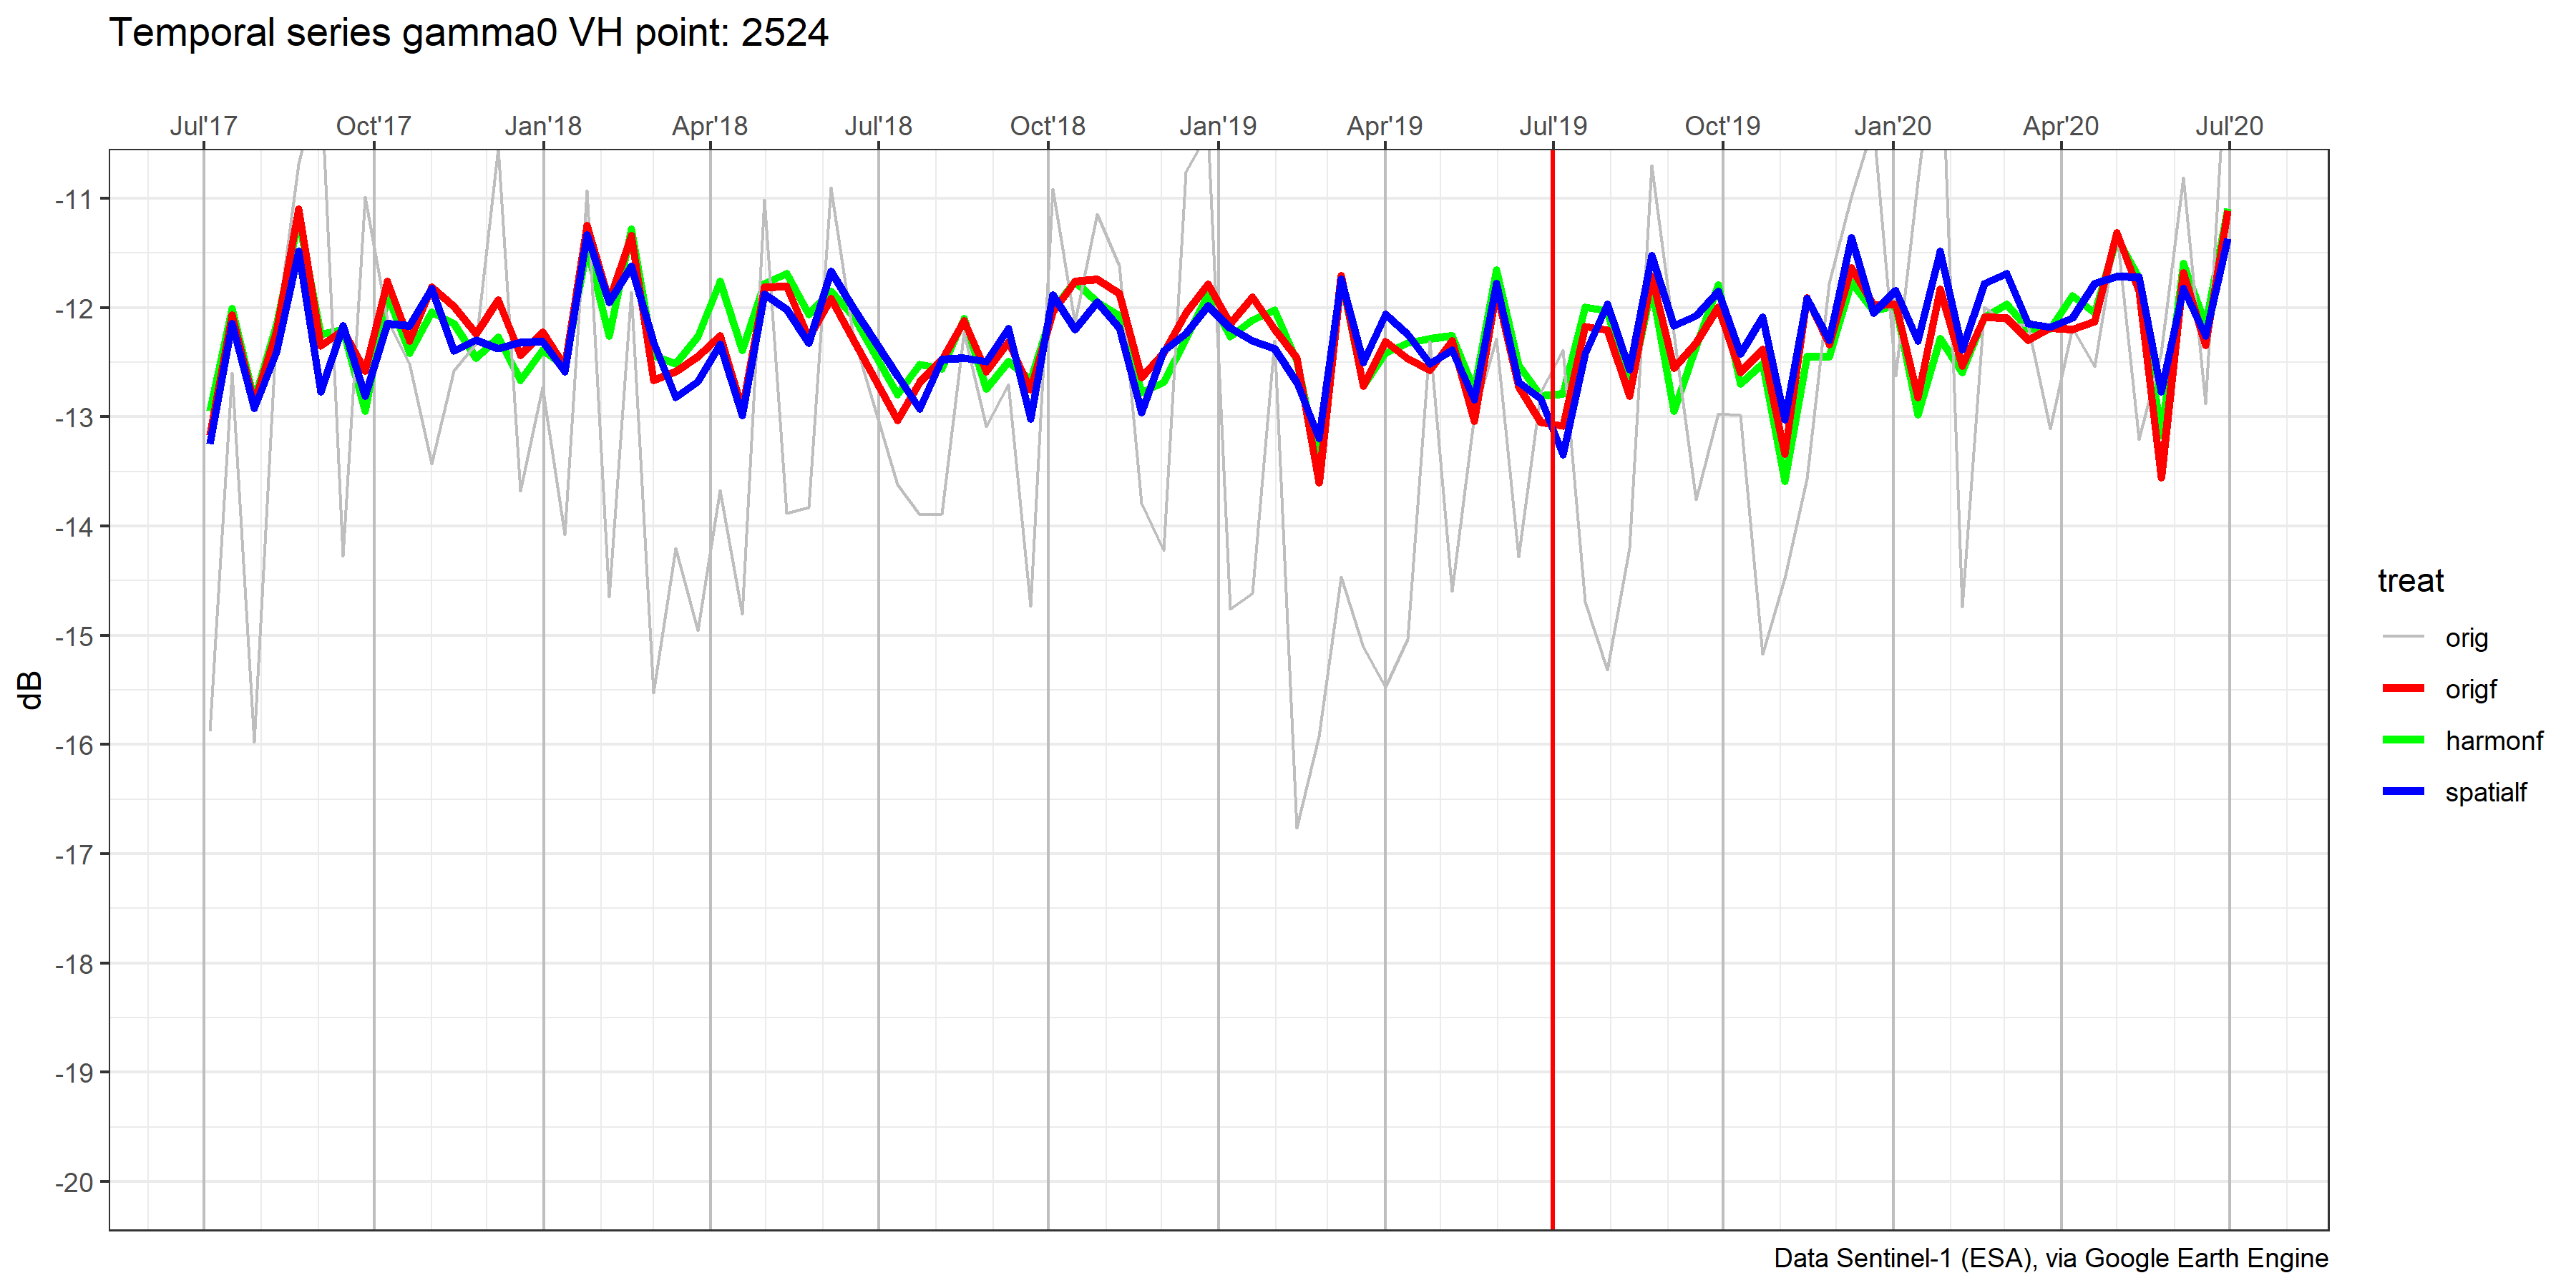 Temporal series gamma0 VH point: 2524
Jul'17 Oct'17 Jan'18 Apr'18 Jul'18 Oct'18 Jan'19 Apr'19 Jul'19 Oct'19 Jan'20 Apr'20 Jul'20
-11
-12
-13
-14
-15
-16
-17
-18
-19
-20
dB
treat
orig
origf
harmonf
spatialf
Data Sentinel-1 (ESA), via Google Earth Engine